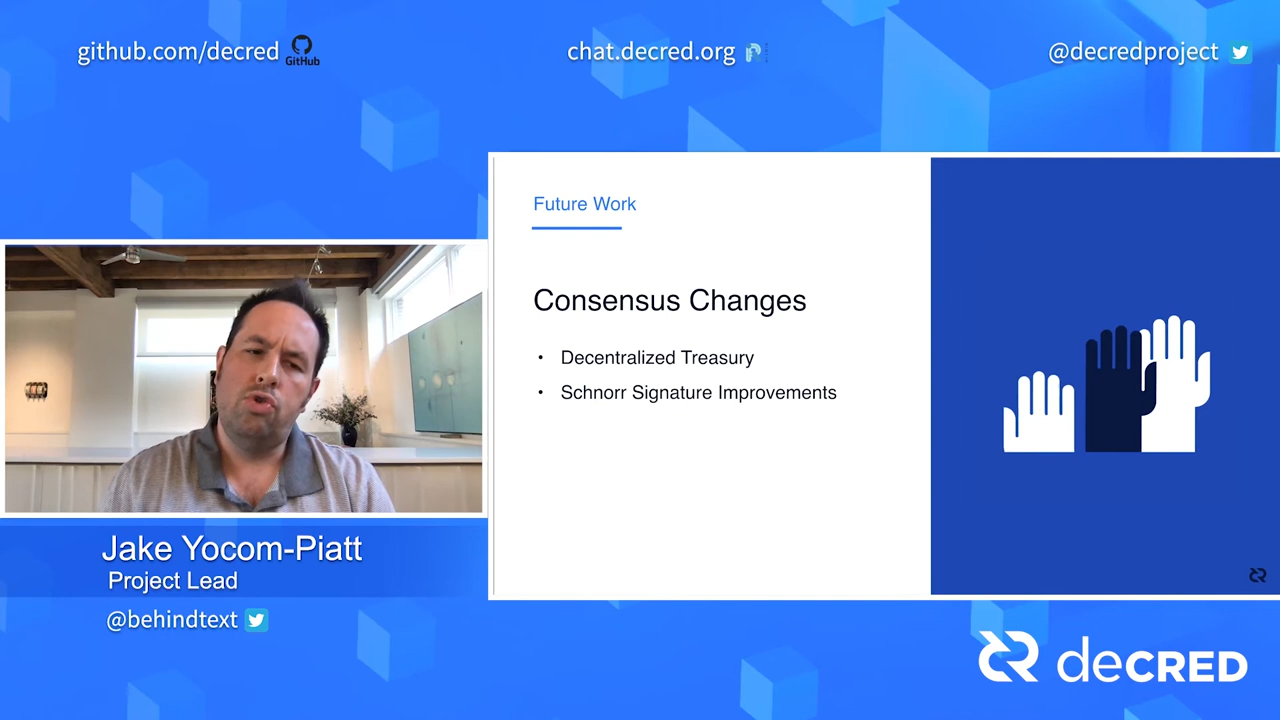 github.com/decred
GitHub
chat.decred.org
@decredproject
Future Work
Consensus Changes
• Decentralized Treasury
• Schnorr Signature Improvements
Jake Yocom-Piatt
Project Lead
@behindtext
deCRED